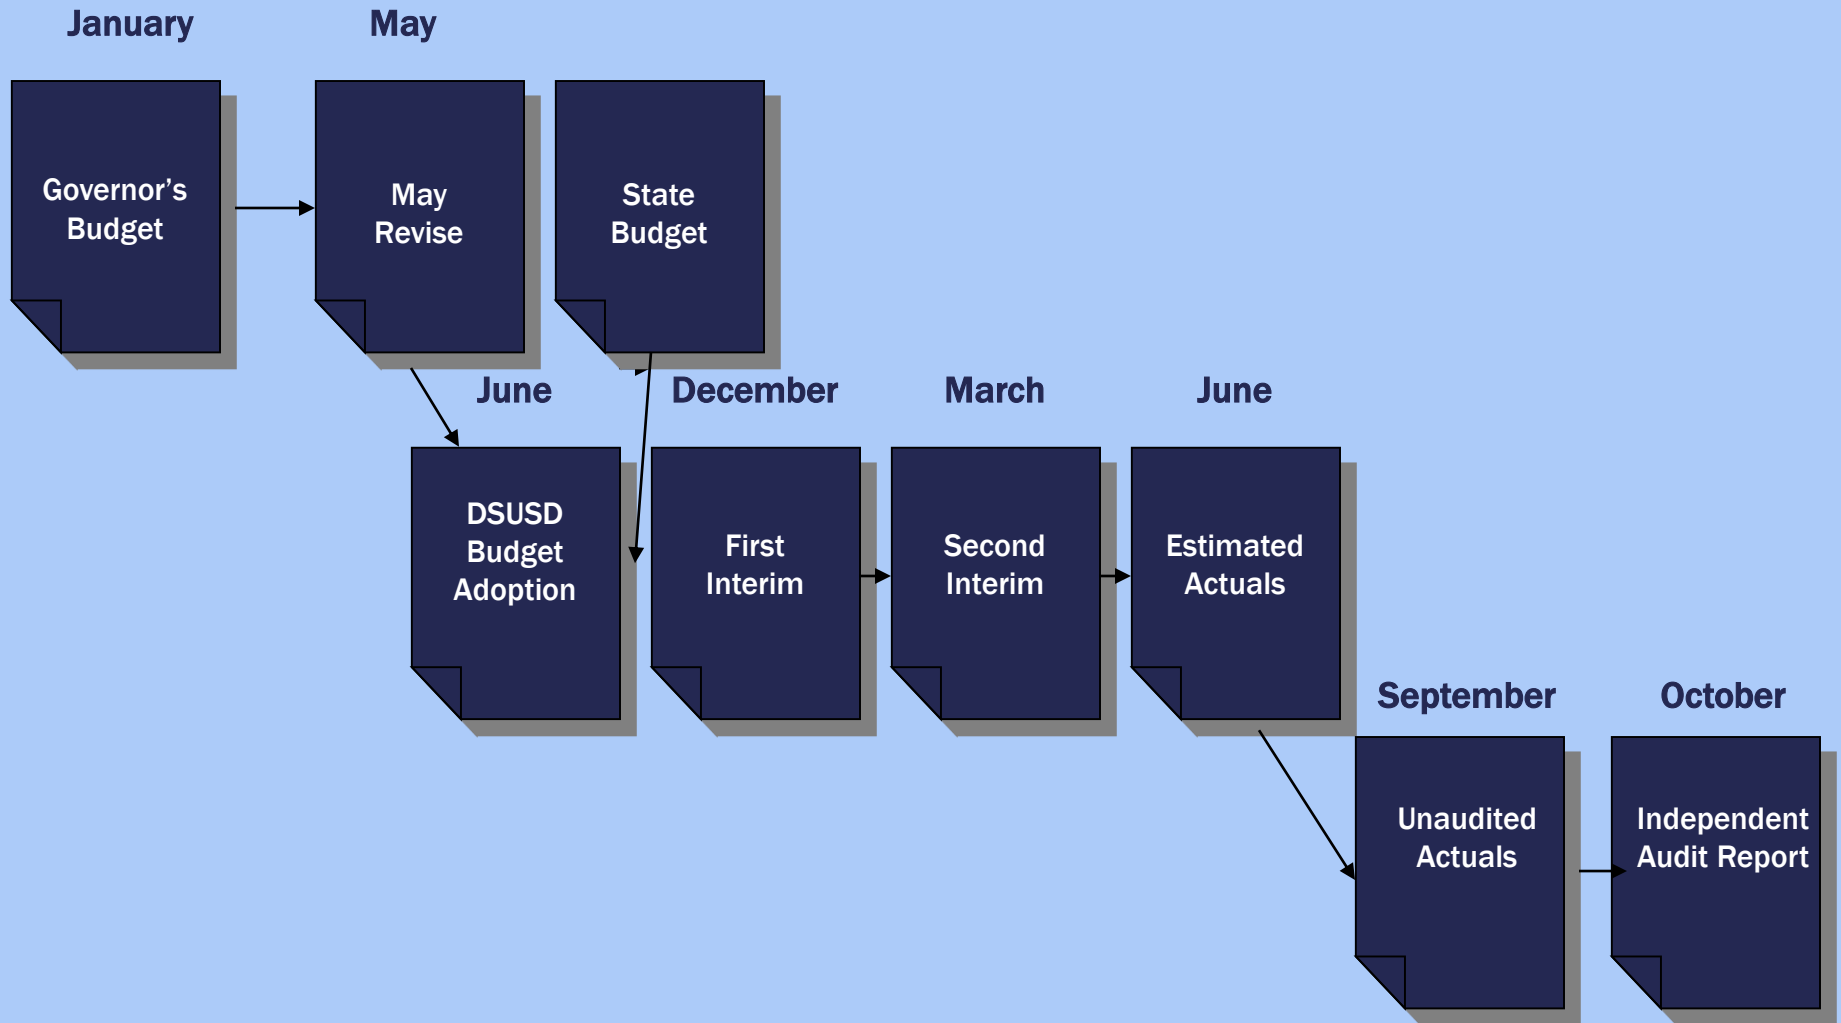 January
May
Governor’s
Budget
May
Revise
State
Budget
June
December
March
June
DSUSD
Budget
Adoption
First
Interim
Second
Interim
Estimated
Actuals
September
October
Unaudited
Actuals
Independent
Audit Report